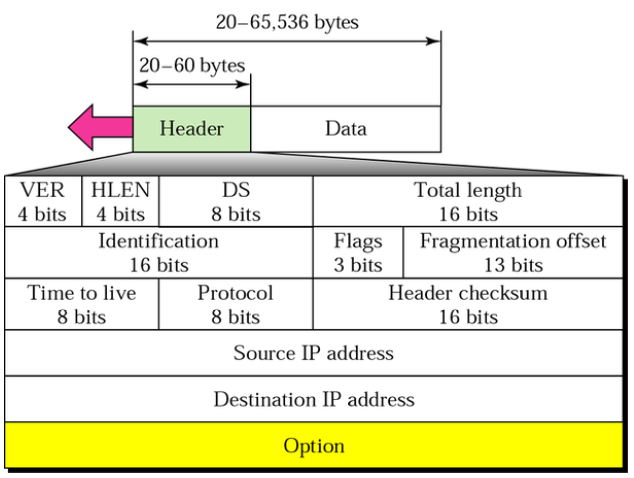 20–65,536 bytes
20–60 bytes
Header Data
VER HLEN DS Total length
4 bits 4 bits 8 bits 16 bits
Identification Flags Fragmentation offset
16 bits 3 bits 13 bits
Time to live Protocol Header checksum
8 bits 8 bits 16 bits
Source IP address
Destination IP address
Option